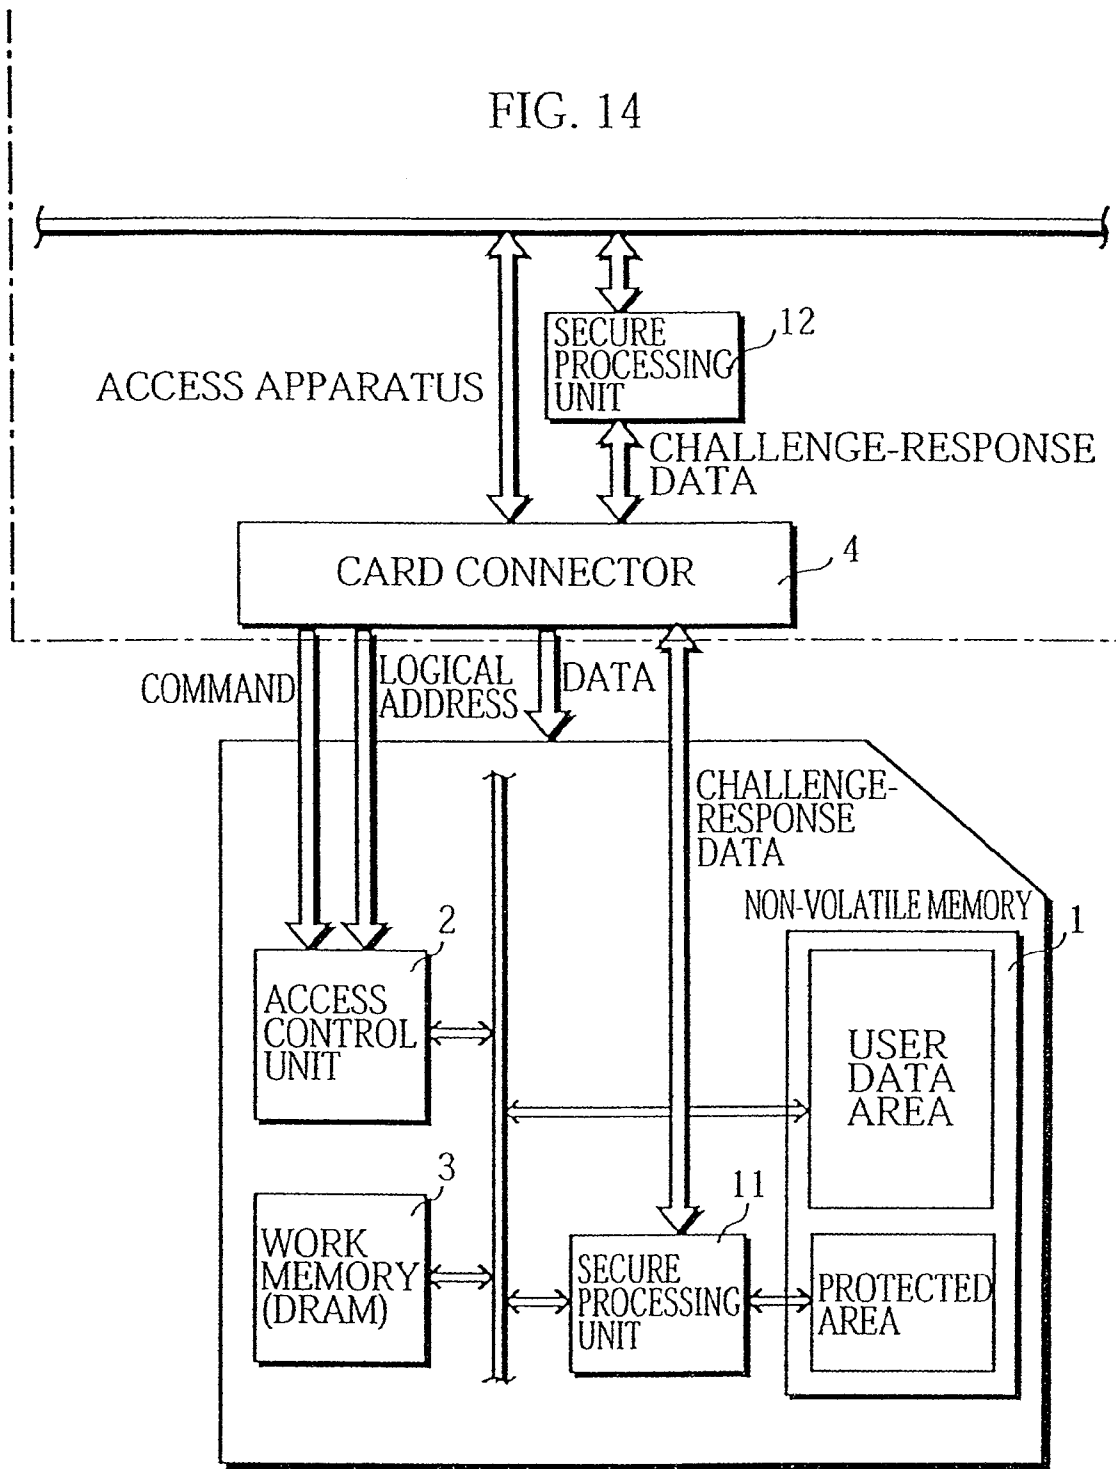 FIG. 14
SECURE
PROCESSING
UNIT
12
ACCESS APPARATUS
CHALLENGE-RESPONSE
DATA
CARD CONNECTOR
4
COMMAND
LOGICAL
ADDRESS
DATA
CHALLENGE-
RESPONSE
DATA
NON-VOLATILE MEMORY
1
2
ACCESS
CONTROL
UNIT
USER
DATA
AREA
3
WORK
MEMORY
(DRAM)
11
SECURE
PROCESSING
UNIT
PROTECTED
AREA